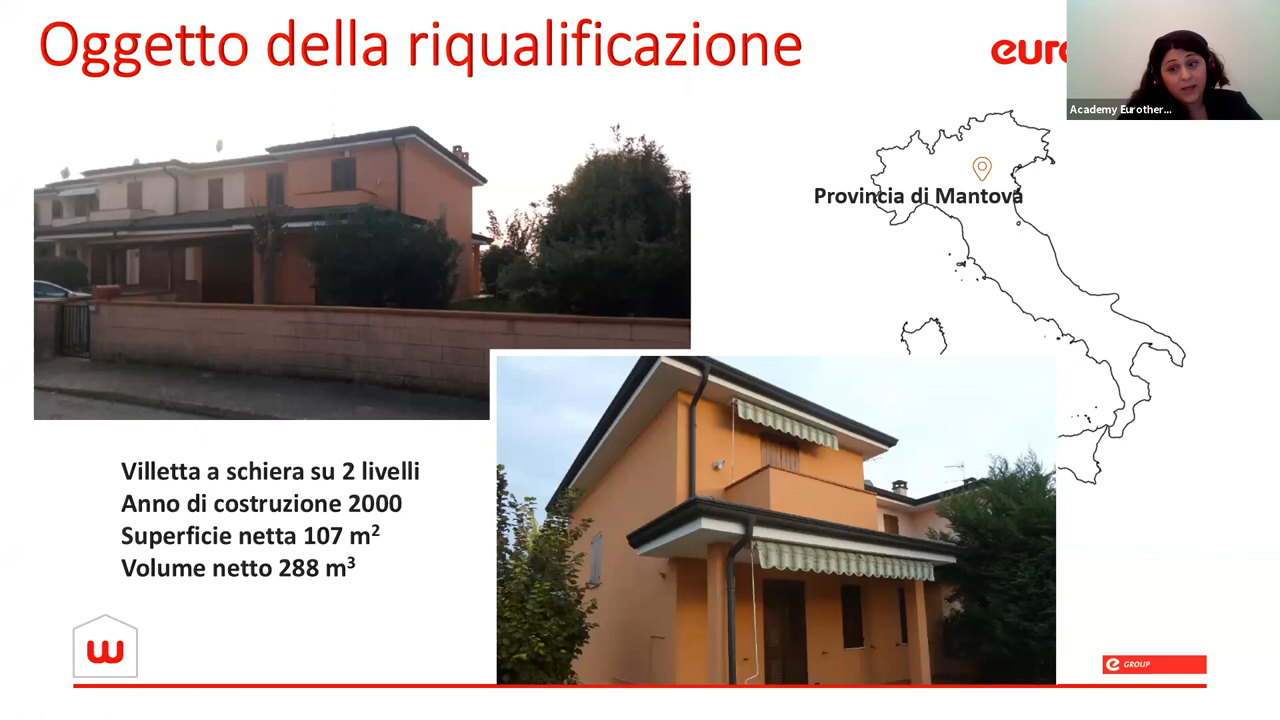 Oggetto della riqualificazione
euro
Academy Eurother...
Provincia di Mantova
Villetta a schiera su 2 livelli
Anno di costruzione 2000
Superficie netta 107 m²
Volume netto 288 m³
w
e GROUP